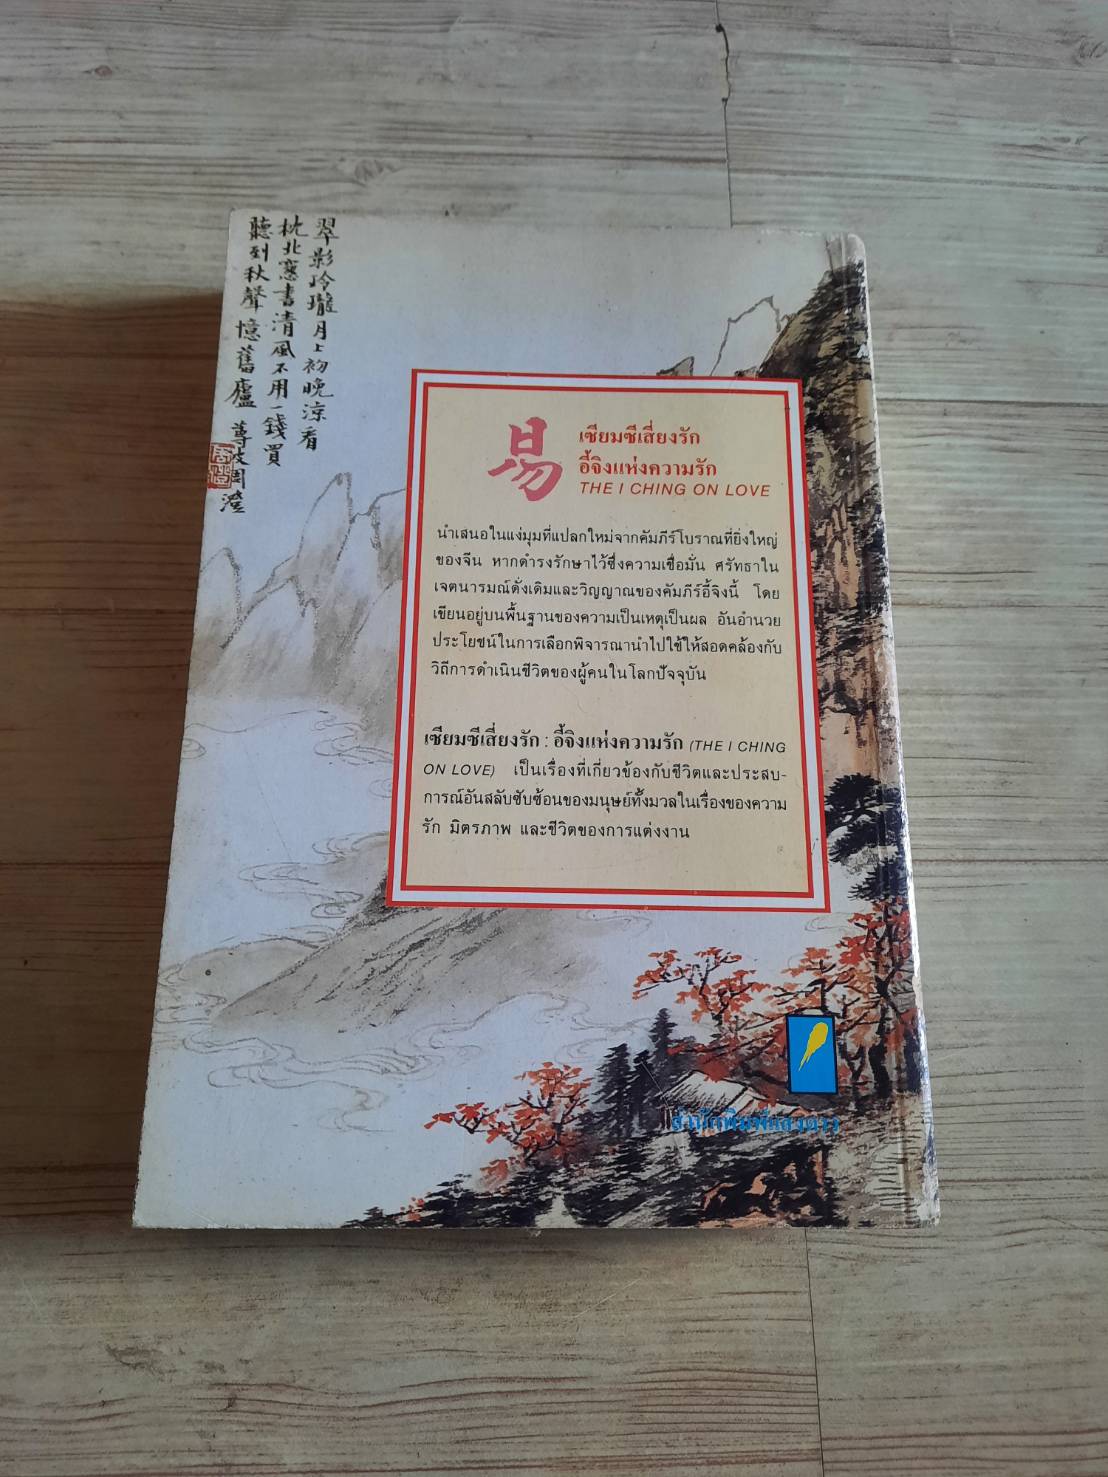 翠影玲瓏月上初晚涼看
枕北窓書清風不用一錢買
聽到秋聲憶舊廬
易
เซียมซีเสี่ยงรัก
อี้จิงแห่งความรัก
THE I CHING ON LOVE
นำเสนอในแง่มุมที่แปลกใหม่จากคัมภีร์โบราณที่ยิ่งใหญ่
ของจีน หากดำรงรักษาไว้ซึ่งความเชื่อมั่น ศรัทธาใน
เจตนารมณ์ดั่งเดิมและวิญญาณของคัมภีร์อี้จิงนี้ โดย
เขียนอยู่บนพื้นฐานของความเป็นเหตุเป็นผล อันอำนวย
ประโยชน์ในการเลือกพิจารณานำไปใช้ให้สอดคล้องกับ
วิถีการดำเนินชีวิตของผู้คนในโลกปัจจุบัน
เซียมซีเสี่ยงรัก : อี้จิงแห่งความรัก (THE I CHING
ON LOVE) เป็นเรื่องที่เกี่ยวข้องกับชีวิตและประสบ-
การณ์อันสลับซับซ้อนของมนุษย์ทั้งมวลในเรื่องของความ
รัก มิตรภาพ และชีวิตของการแต่งงาน
สำนักพิมพ์แสงดาว